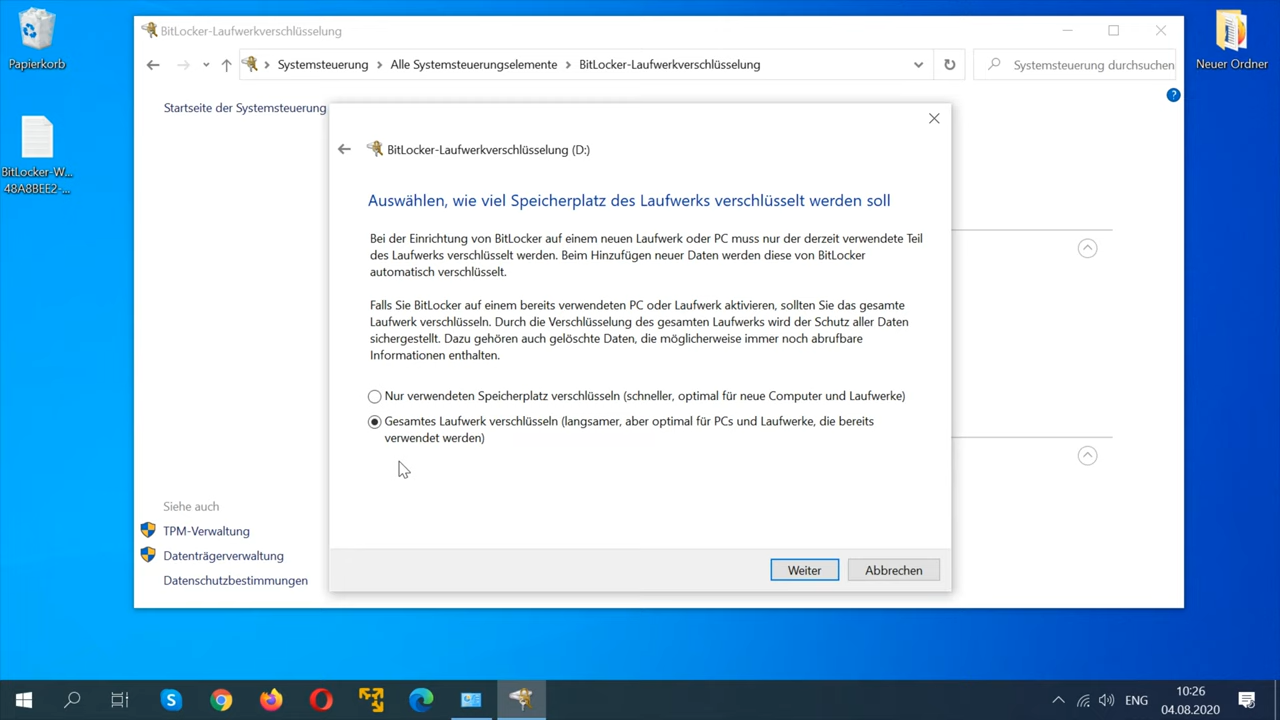 Papierkorb
BitLocker-W...
48A8BEE2-...
Neuer Ordner
BitLocker-Laufwerkverschlüsselung
Systemsteuerung
Alle Systemsteuerungselemente
BitLocker-Laufwerkverschlüsselung
Systemsteuerung durchsuchen
Startseite der Systemsteuerung
BitLocker-Laufwerkverschlüsselung (D:)
Auswählen, wie viel Speicherplatz des Laufwerks verschlüsselt werden soll
Bei der Einrichtung von BitLocker auf einem neuen Laufwerk oder PC muss nur der derzeit verwendete Teil
des Laufwerks verschlüsselt werden. Beim Hinzufügen neuer Daten werden diese von BitLocker
automatisch verschlüsselt.
Falls Sie BitLocker auf einem bereits verwendeten PC oder Laufwerk aktivieren, sollten Sie das gesamte
Laufwerk verschlüsseln. Durch die Verschlüsselung des gesamten Laufwerks wird der Schutz aller Daten
sichergestellt. Dazu gehören auch gelöschte Daten, die möglicherweise immer noch abrufbare
Informationen enthalten.
Nur verwendeten Speicherplatz verschlüsseln (schneller, optimal für neue Computer und Laufwerke)
Gesamtes Laufwerk verschlüsseln (langsamer, aber optimal für PCs und Laufwerke, die bereits
verwendet werden)
Weiter
Abbrechen
Siehe auch
TPM-Verwaltung
Datenträgerverwaltung
Datenschutzbestimmungen
ENG
10:26
04.08.2020